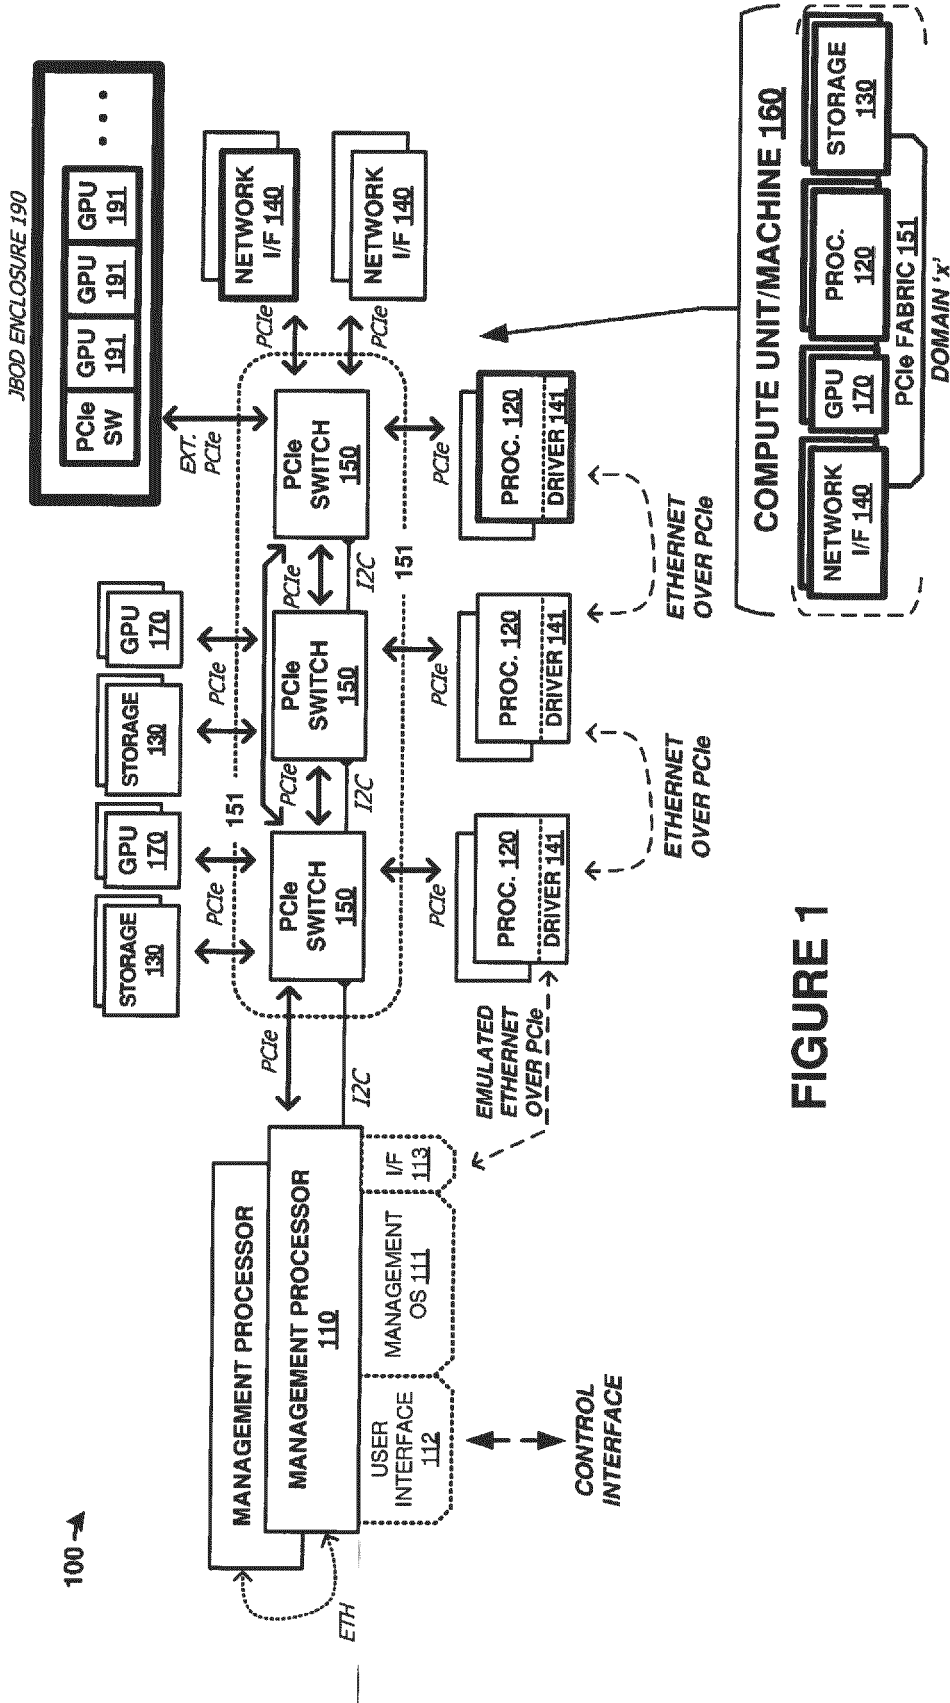 100
JBOD ENCLOSURE 190
PCIe
SW
GPU
191
GPU
191
GPU
191
• • •
STORAGE
130
GPU
170
STORAGE
130
GPU
170
EXT.
PCIe
NETWORK
I/F 140
NETWORK
I/F 140
PCIe
PCIe
PCIe
PCIe
151
MANAGEMENT PROCESSOR
MANAGEMENT PROCESSOR
110
ETH
PCIe
I2C
PCIe
SWITCH
150
PCIe
I2C
PCIe
SWITCH
150
PCIe
I2C
PCIe
SWITCH
150
151
USER
INTERFACE
112
MANAGEMENT
OS 111
I/F
113
CONTROL
INTERFACE
EMULATED
ETHERNET
OVER PCIe
PCIe
PROC. 120
DRIVER 141
PCIe
PROC. 120
DRIVER 141
PCIe
PROC. 120
DRIVER 141
ETHERNET
OVER PCIe
ETHERNET
OVER PCIe
COMPUTE UNIT/MACHINE 160
NETWORK
I/F 140
GPU
170
PROC.
120
STORAGE
130
PCIe FABRIC 151
DOMAIN 'x'
FIGURE 1